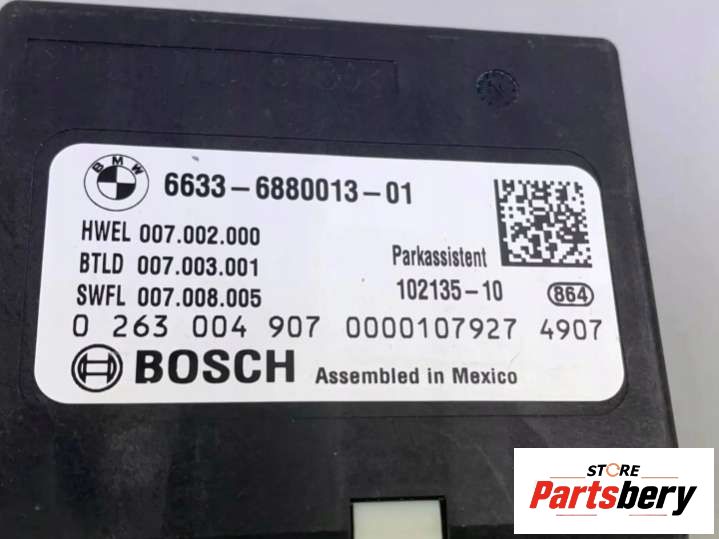 BMW
6633-6880013-01
HWEL 007.002.000
BTLD 007.003.001
SWFL 007.008.005
Parkassistent
102135-10
864
0 263 004 907 0000107927 4907
BOSCH Assembled in Mexico
STORE
Partsbery